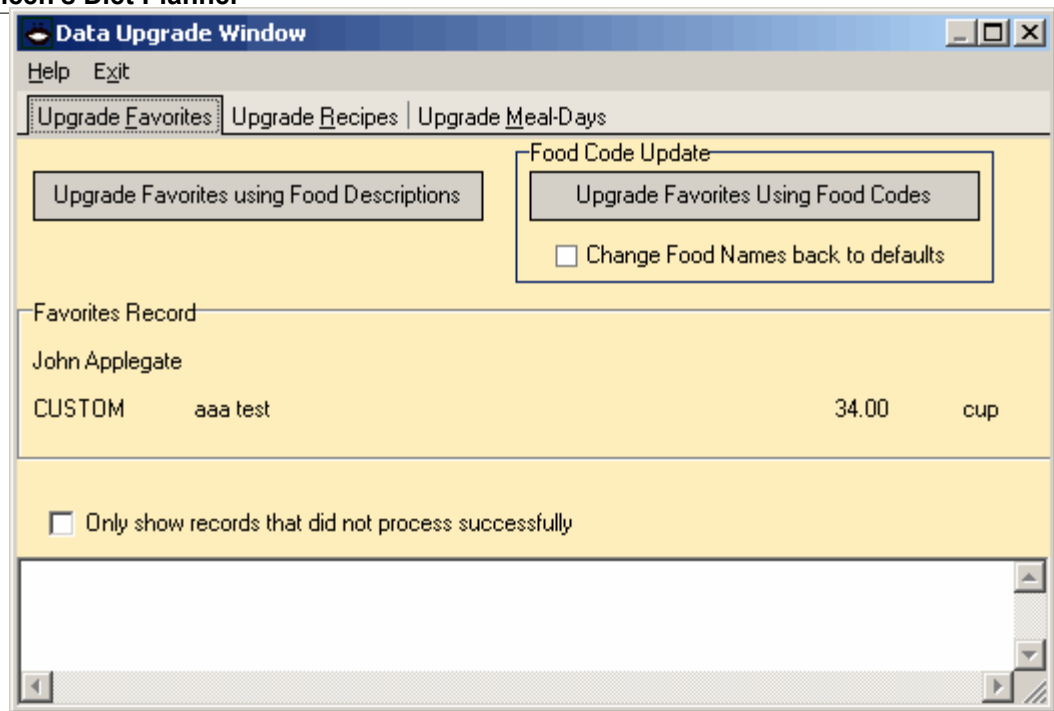 Diet Planner
Data Upgrade Window
Help Exit
Upgrade Favorites Upgrade Recipes Upgrade Meal-Days
Food Code Update
Upgrade Favorites using Food Descriptions Upgrade Favorites Using Food Codes
Change Food Names back to defaults
Favorites Record
John Applegate
CUSTOM aaa test 34.00 cup
Only show records that did not process successfully